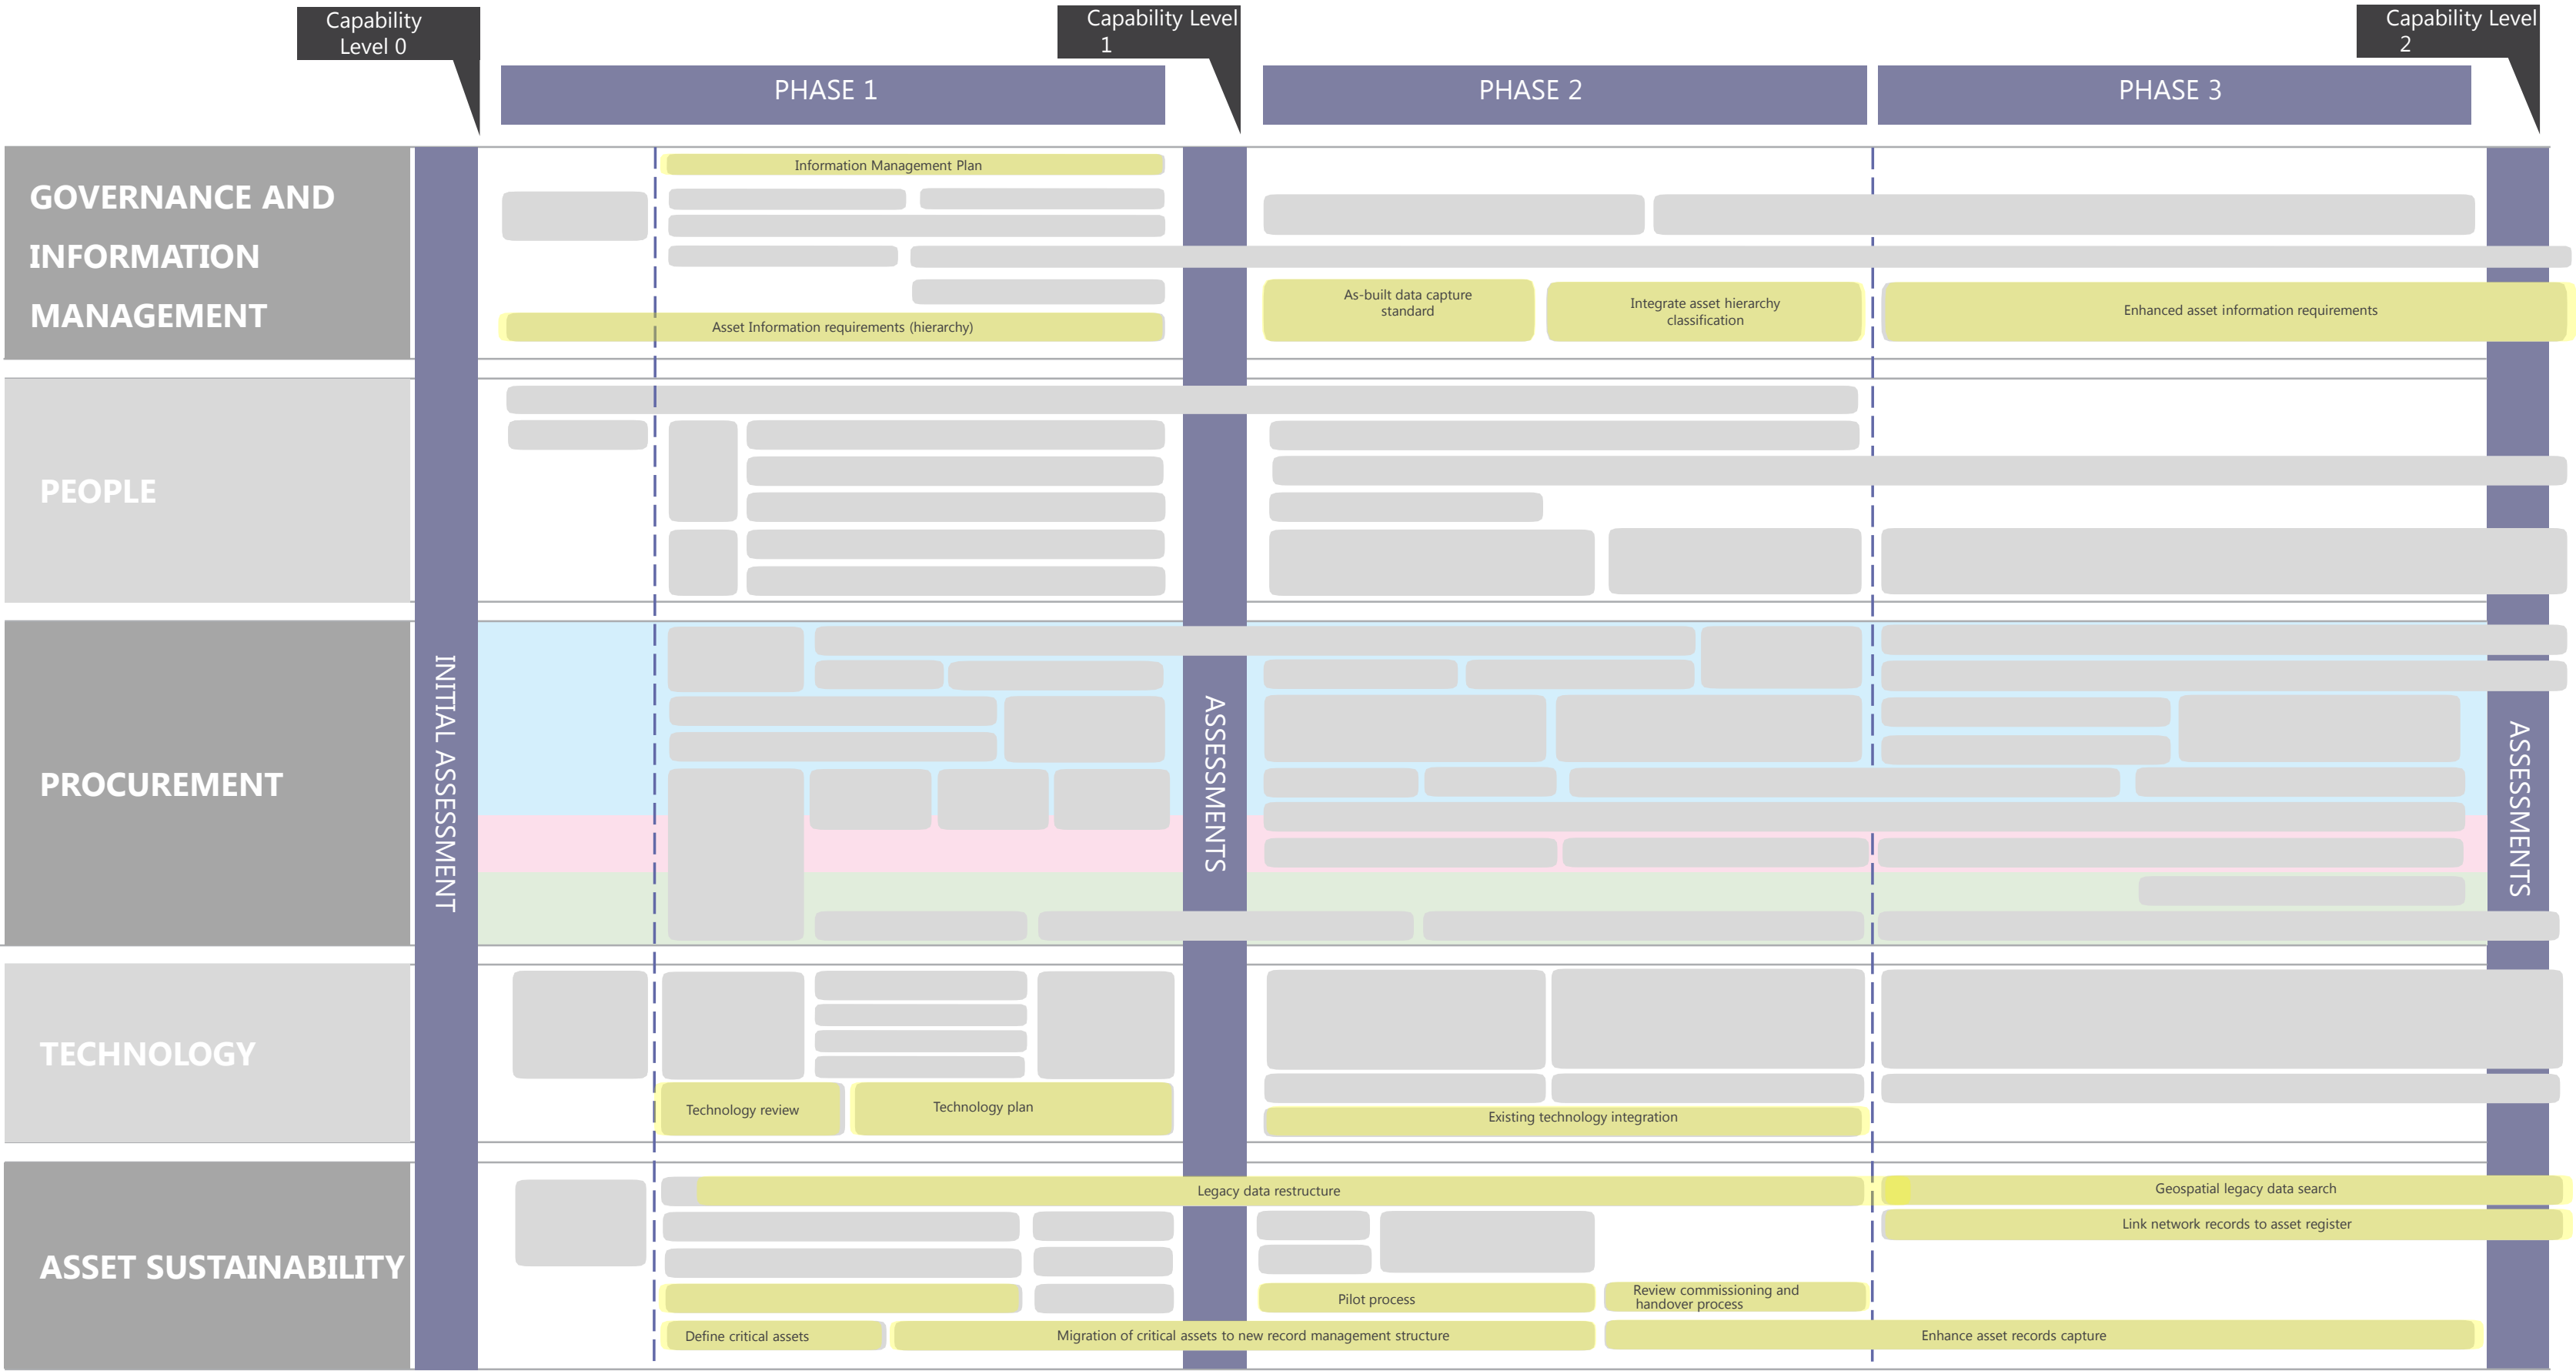 Capability
Level 0
Capability Level
1
Capability Level
2
PHASE 1
PHASE 2
PHASE 3
GOVERNANCE AND
INFORMATION
MANAGEMENT
Information Management Plan
Asset Information requirements (hierarchy)
As-built data capture
standard
Integrate asset hierarchy
classification
Enhanced asset information requirements
PEOPLE
INITIAL ASSESSMENT
ASSESSMENTS
ASSESSMENTS
PROCUREMENT
TECHNOLOGY
Technology review
Technology plan
Existing technology integration
ASSET SUSTAINABILITY
Legacy data restructure
Geospatial legacy data search
Link network records to asset register
Pilot process
Review commissioning and
handover process
Define critical assets
Migration of critical assets to new record management structure
Enhance asset records capture